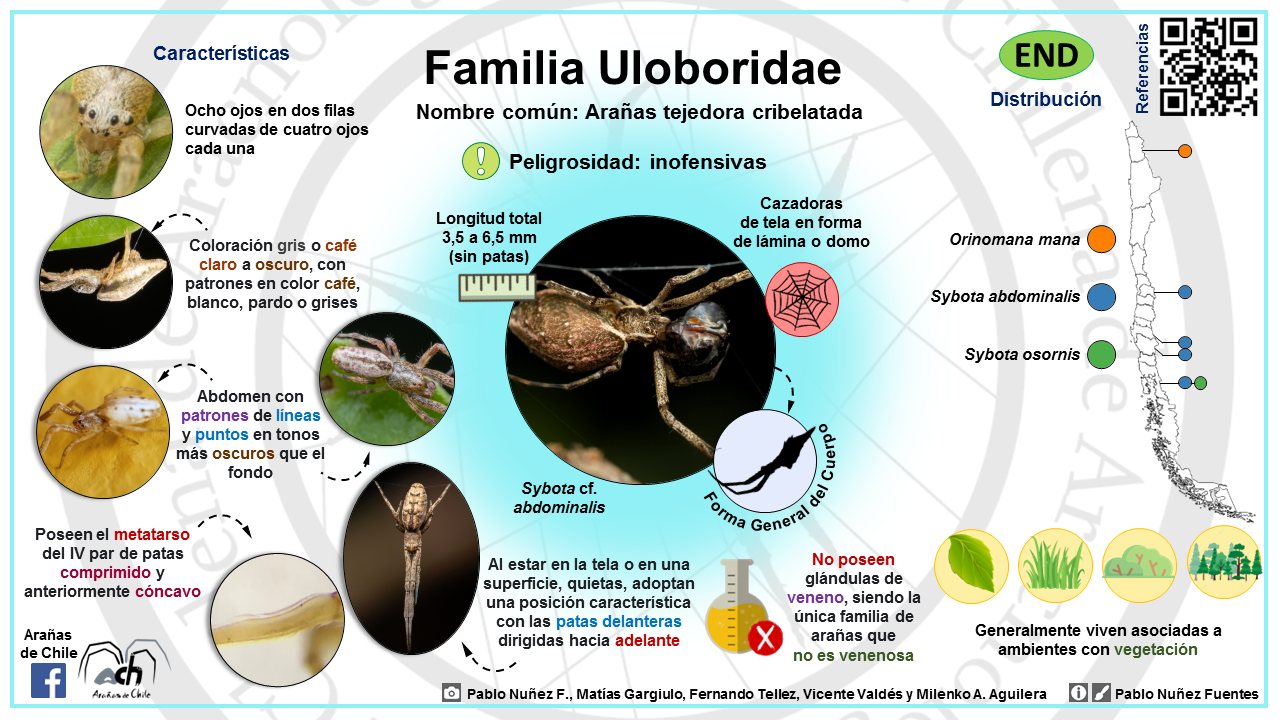 Características
Familia Uloboridae
Nombre común: Arañas tejedora cribelatada
Peligrosidad: inofensivas
END
Distribución
Referencias
Ocho ojos en dos filas
curvadas de cuatro ojos
cada una
Coloración gris o café
claro a oscuro, con
patrones en color café,
blanco, pardo o grises
Abdomen con
patrones de líneas
y puntos en tonos
más oscuros que el
fondo
Poseen el metatarso
del IV par de patas
comprimido y
anteriormente cóncavo
Longitud total
3,5 a 6,5 mm
(sin patas)
Cazadoras
de tela en forma
de lámina o domo
Sybota cf.
abdominalis
Forma General del Cuerpo
Al estar en la tela o en una
superficie, quietas, adoptan
una posición característica
con las patas delanteras
dirigidas hacia adelante
No poseen
glándulas de
veneno, siendo la
única familia de
arañas que
no es venenosa
Orinomana mana
Sybota abdominalis
Sybota osornis
Generalmente viven asociadas a
ambientes con vegetación
Arañas
de Chile
ach
Arañas de Chile
Pablo Nuñez F., Matías Gargiulo, Fernando Tellez, Vicente Valdés y Milenko A. Aguilera
Pablo Nuñez Fuentes